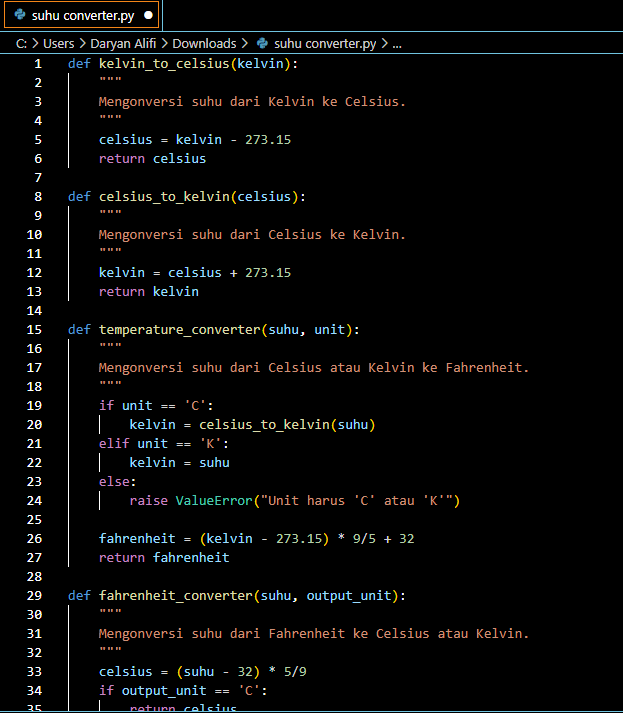 suhu converter.py
C: > Users > Daryan Alifi > Downloads > suhu converter.py > ...
1 def kelvin_to_celsius(kelvin):
2     """
3     Mengonversi suhu dari Kelvin ke Celsius.
4     """
5     celsius = kelvin - 273.15
6     return celsius
7
8 def celsius_to_kelvin(celsius):
9     """
10     Mengonversi suhu dari Celsius ke Kelvin.
11     """
12     kelvin = celsius + 273.15
13     return kelvin
14
15 def temperature_converter(suhu, unit):
16     """
17     Mengonversi suhu dari Celsius atau Kelvin ke Fahrenheit.
18     """
19     if unit == 'C':
20         kelvin = celsius_to_kelvin(suhu)
21     elif unit == 'K':
22         kelvin = suhu
23     else:
24         raise ValueError("Unit harus 'C' atau 'K'")
25
26     fahrenheit = (kelvin - 273.15) * 9/5 + 32
27     return fahrenheit
28
29 def fahrenheit_converter(suhu, output_unit):
30     """
31     Mengonversi suhu dari Fahrenheit ke Celsius atau Kelvin.
32     """
33     celsius = (suhu - 32) * 5/9
34     if output_unit == 'C':
35         return celsius